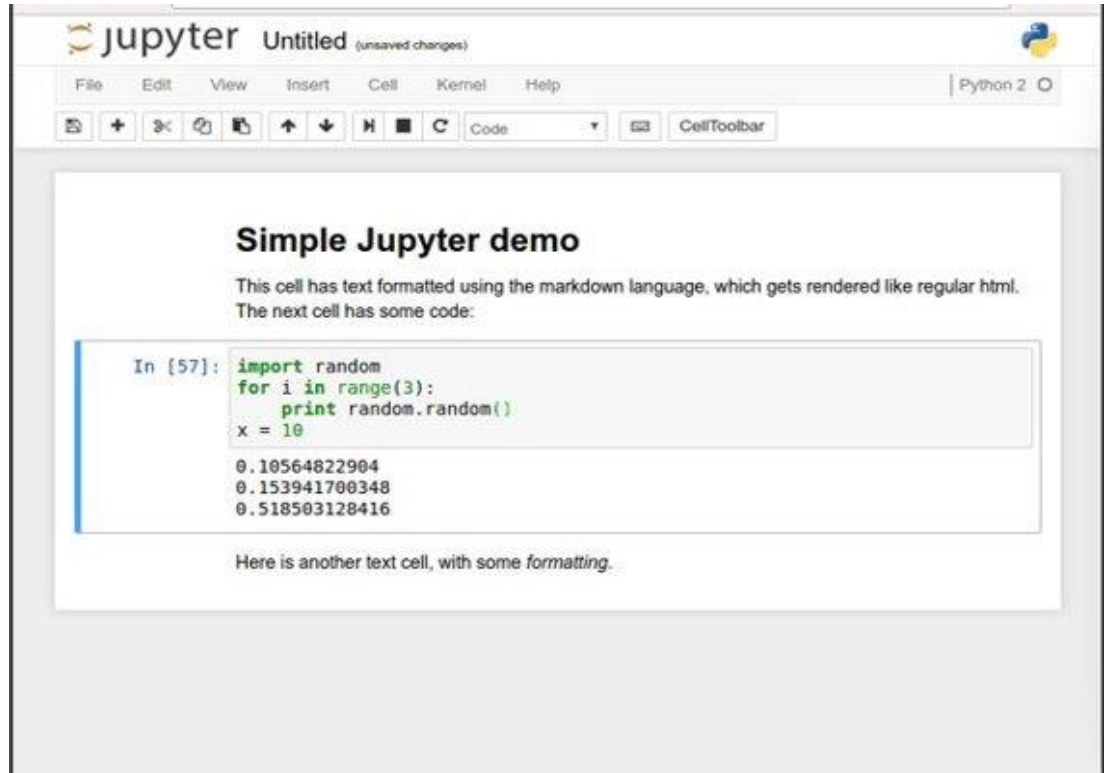 jupyter Untitled (unsaved changes)
File Edit View Insert Cell Kernel Help Python 2
Code CellToolbar
Simple Jupyter demo
This cell has text formatted using the markdown language, which gets rendered like regular html.
The next cell has some code:
In [57]: import random
for i in range(3):
    print random.random()
x = 10
0.10564822904
0.153941700348
0.518503128416
Here is another text cell, with some formatting.